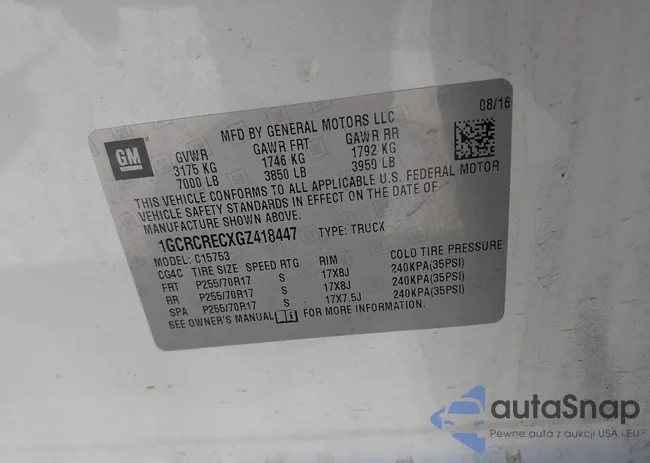 08/16
MFD BY GENERAL MOTORS LLC
GM
GVWR GAWR FRT GAWR RR
3175 KG 1746 KG 1792 KG
7000 LB 3850 LB 3950 LB
THIS VEHICLE CONFORMS TO ALL APPLICABLE U.S. FEDERAL MOTOR
VEHICLE SAFETY STANDARDS IN EFFECT ON THE DATE OF
MANUFACTURE SHOWN ABOVE.
1GCRCRECXGZ418447 TYPE: TRUCK
MODEL: C15753
CG4C TIRE SIZE SPEED RTG RIM COLD TIRE PRESSURE
FRT P255/70R17 S 17X8J 240KPA(35PSI)
RR P255/70R17 S 17X8J 240KPA(35PSI)
SPA P255/70R17 S 17X7.5J 240KPA(35PSI)
SEE OWNER'S MANUAL i FOR MORE INFORMATION.
autaSnap
Pewne auta z aukcji USA i EU